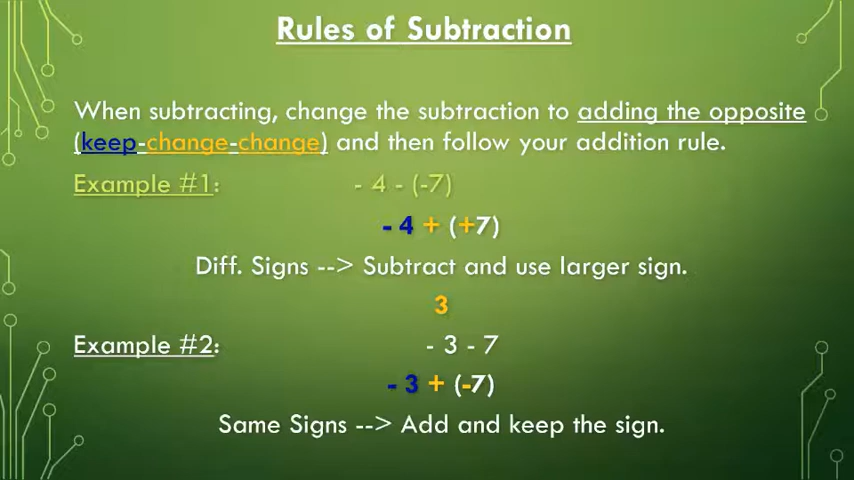 Rules of Subtraction
When subtracting, change the subtraction to adding the opposite
(keep-change-change) and then follow your addition rule.
Example #1: - 4 - (-7)
- 4 + (+7)
Diff. Signs --> Subtract and use larger sign.
3
Example #2: - 3 - 7
- 3 + (-7)
Same Signs --> Add and keep the sign.